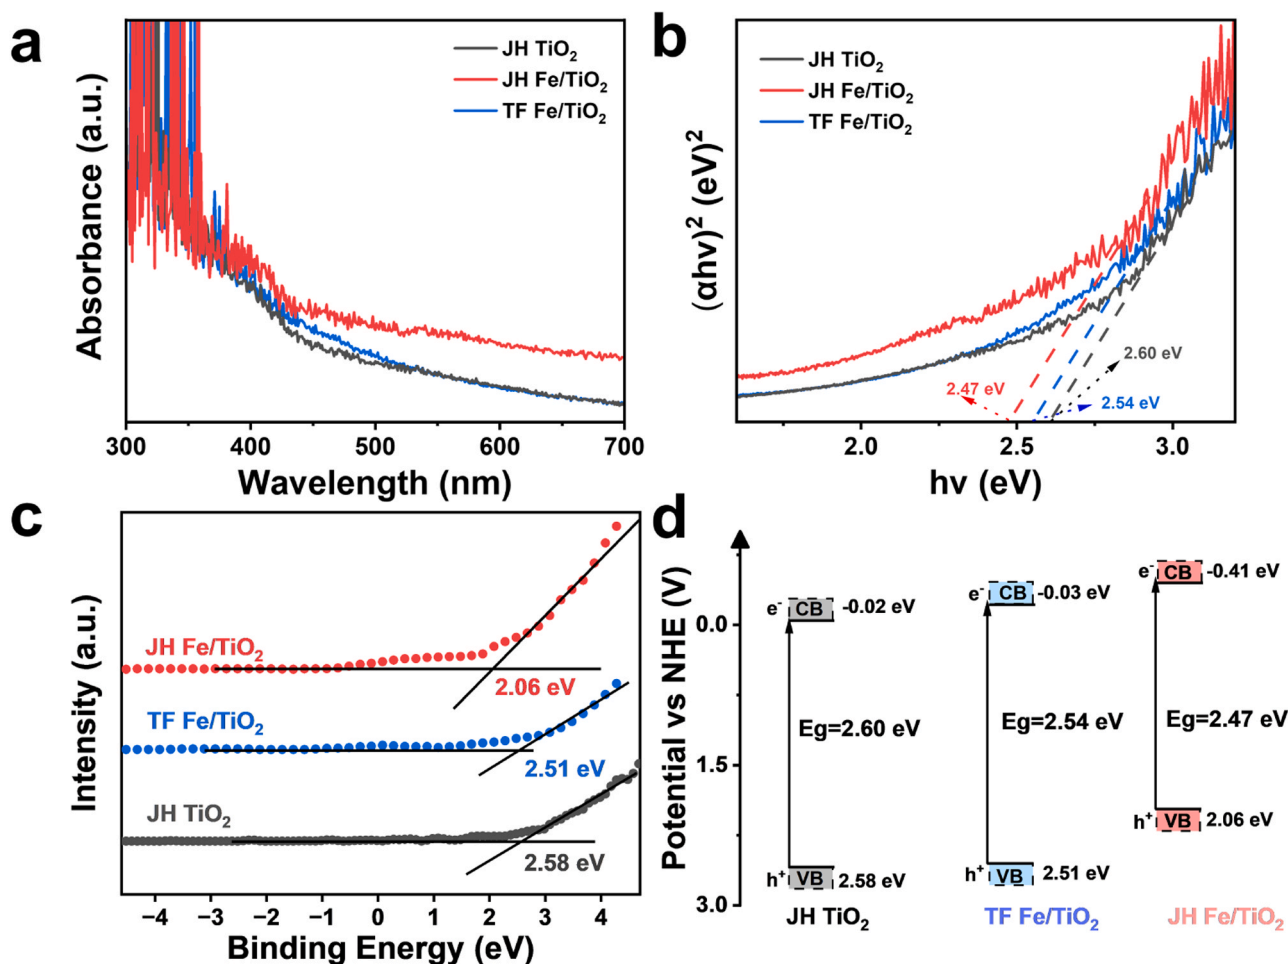 a
Absorbance (a.u.)
JH TiO₂
JH Fe/TiO₂
TF Fe/TiO₂
300
400
500
600
700
Wavelength (nm)
b
(αhν)² (eV)²
JH TiO₂
JH Fe/TiO₂
TF Fe/TiO₂
2.60 eV
2.47 eV
2.54 eV
2.0
2.5
3.0
hν (eV)
c
Intensity (a.u.)
JH Fe/TiO₂
2.06 eV
TF Fe/TiO₂
2.51 eV
JH TiO₂
2.58 eV
−4
−3
−2
−1
0
1
2
3
4
Binding Energy (eV)
d
Potential vs NHE (V)
0.0
1.5
3.0
e⁻ CB -0.02 eV
Eg=2.60 eV
h⁺ VB 2.58 eV
JH TiO₂
e⁻ CB -0.03 eV
Eg=2.54 eV
h⁺ VB 2.51 eV
TF Fe/TiO₂
e⁻ CB -0.41 eV
Eg=2.47 eV
h⁺ VB 2.06 eV
JH Fe/TiO₂